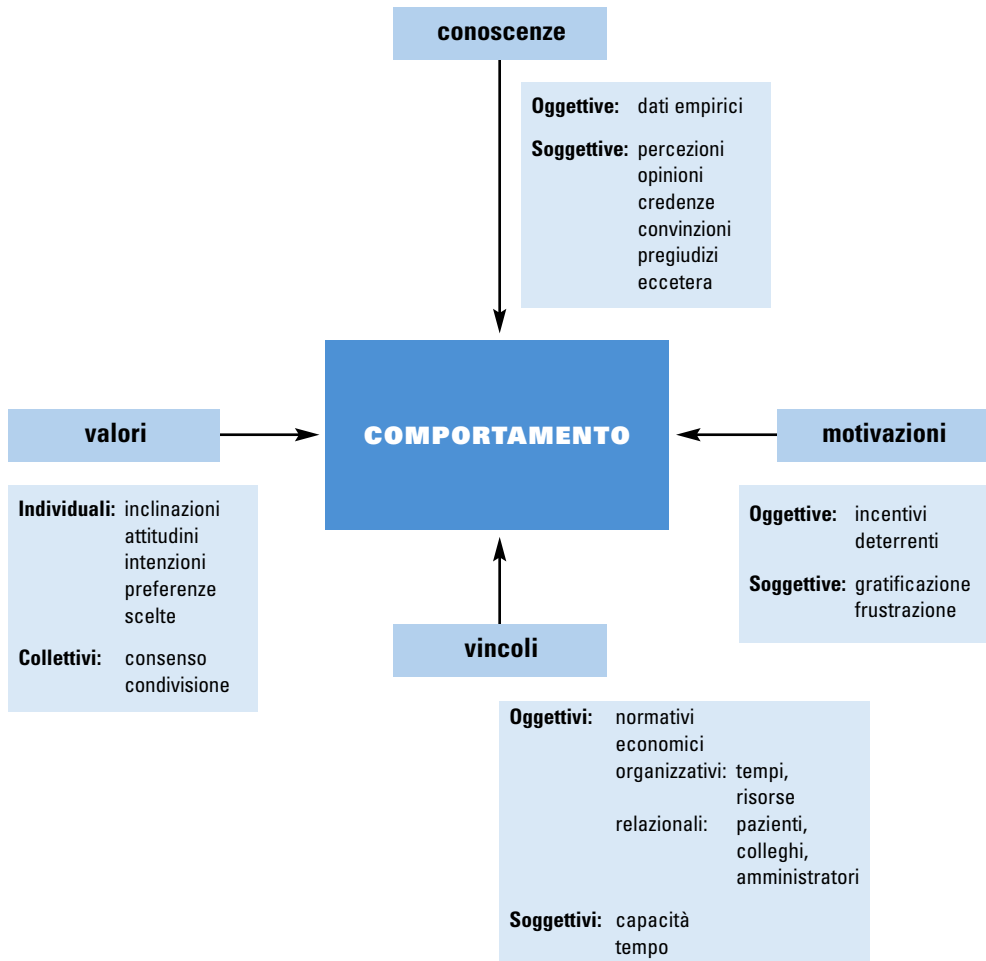 conoscenze
Oggettive: dati empirici
Soggettive: percezioni
opinioni
credenze
convinzioni
pregiudizi
eccetera
valori
COMPORTAMENTO
motivazioni
Individuali: inclinazioni
attitudini
intenzioni
preferenze
scelte
Collettivi: consenso
condivisione
Oggettive: incentivi
deterrenti
Soggettive: gratificazione
frustrazione
vincoli
Oggettivi: normativi
economici
organizzativi: tempi,
risorse
relazionali: pazienti,
colleghi,
amministratori
Soggettivi: capacità
tempo